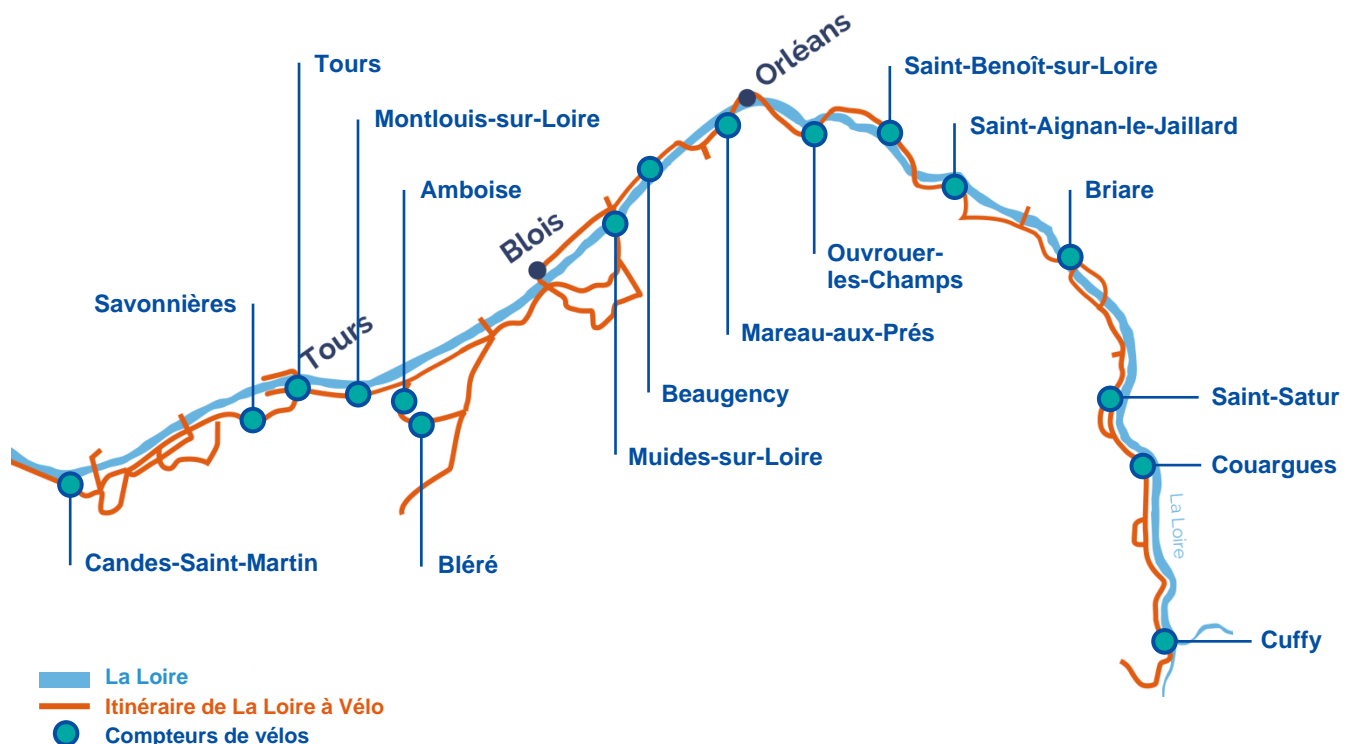 Orléans
Tours
Saint-Benoît-sur-Loire
Montlouis-sur-Loire
Saint-Aignan-le-Jaillard
Amboise
Briare
Blois
Ouvrouer-
les-Champs
Savonnières
Tours
Mareau-aux-Prés
Beaugency
Saint-Satur
Muides-sur-Loire
Couargues
La Loire
Candes-Saint-Martin
Bléré
Cuffy
La Loire
Itinéraire de La Loire à Vélo
Compteurs de vélos